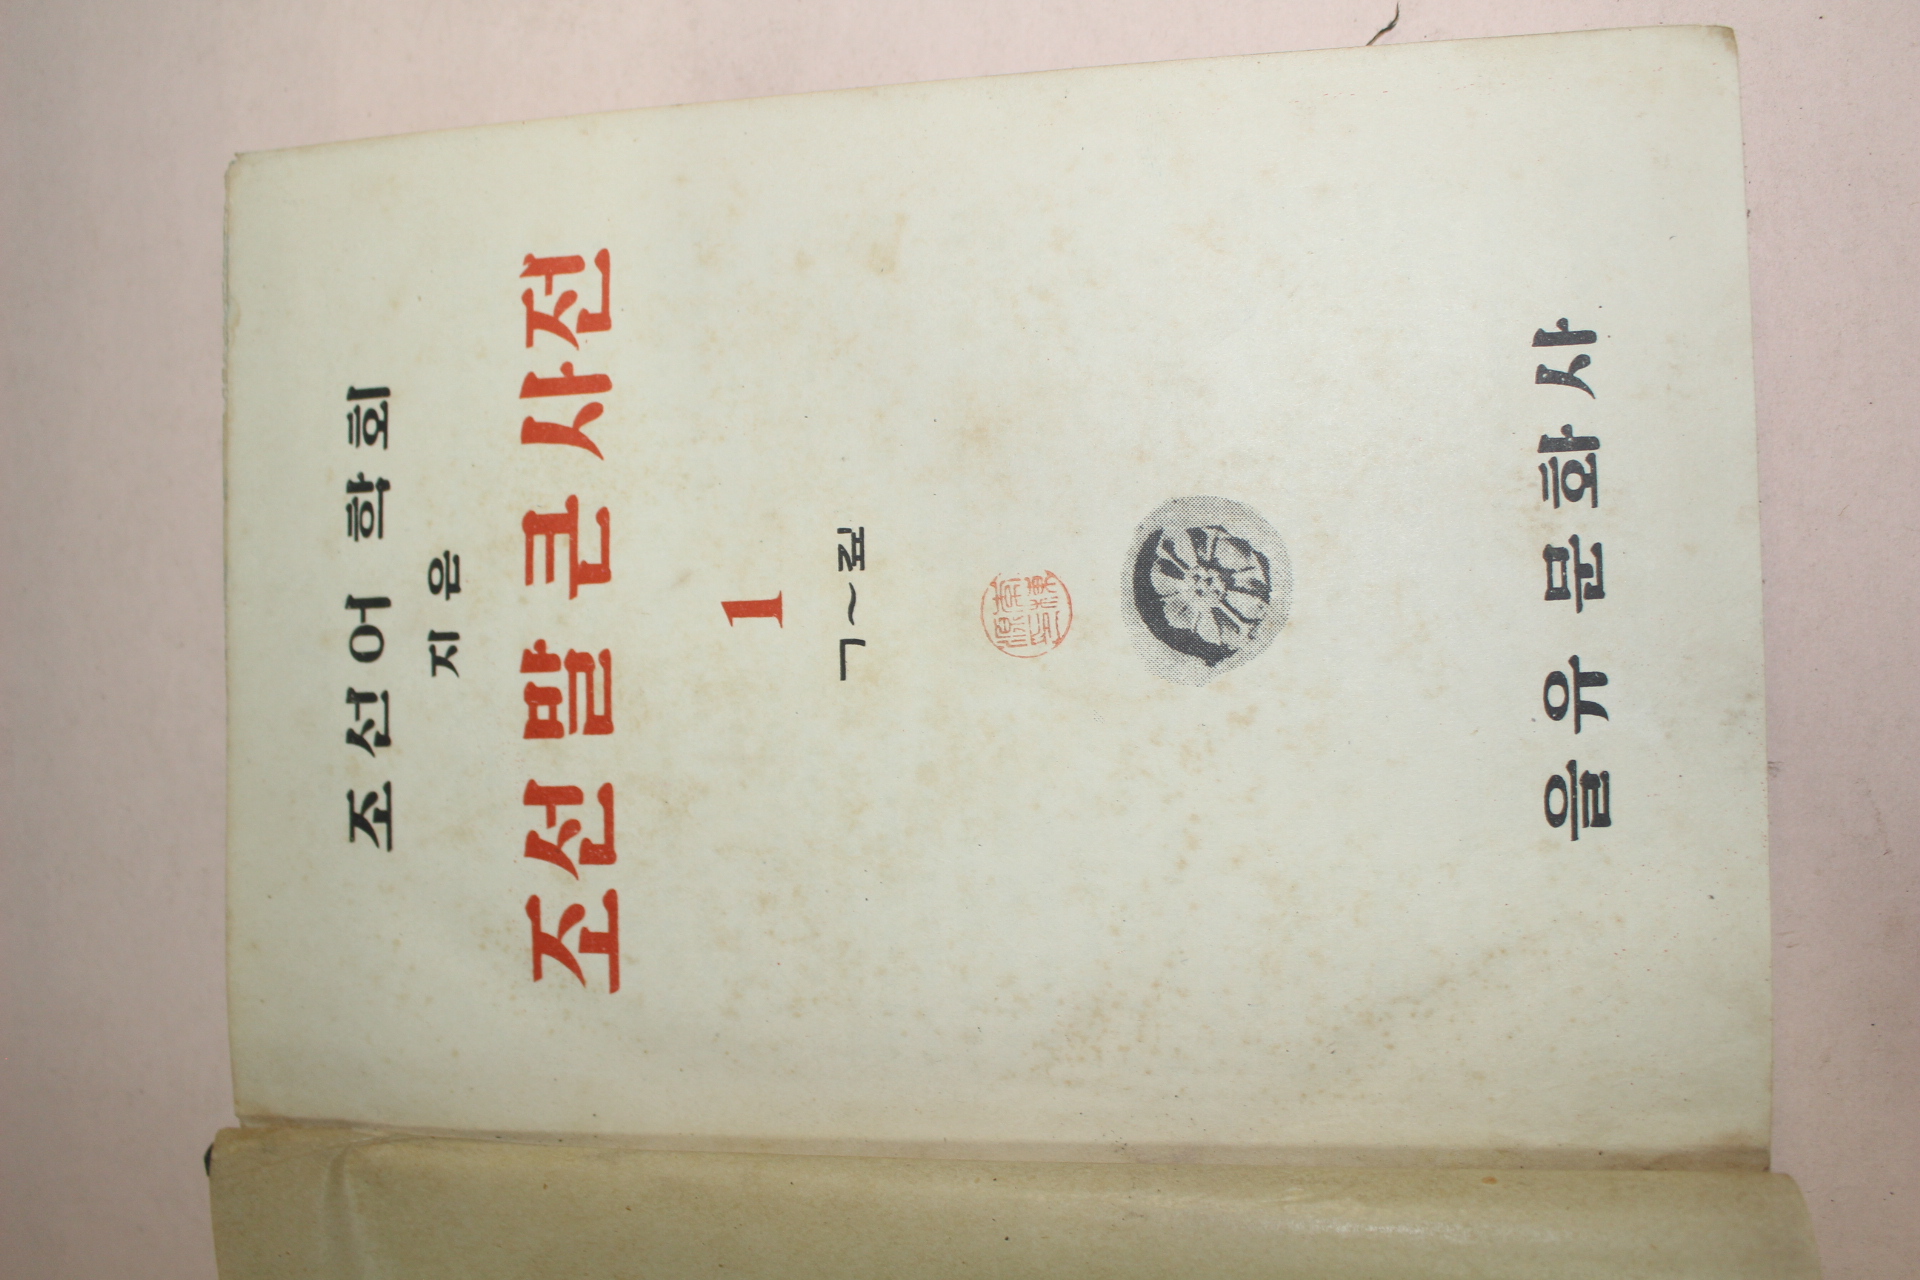 조선어 학회
지은
조선말 큰 사전
1
ㄱ～깊
을유문화사